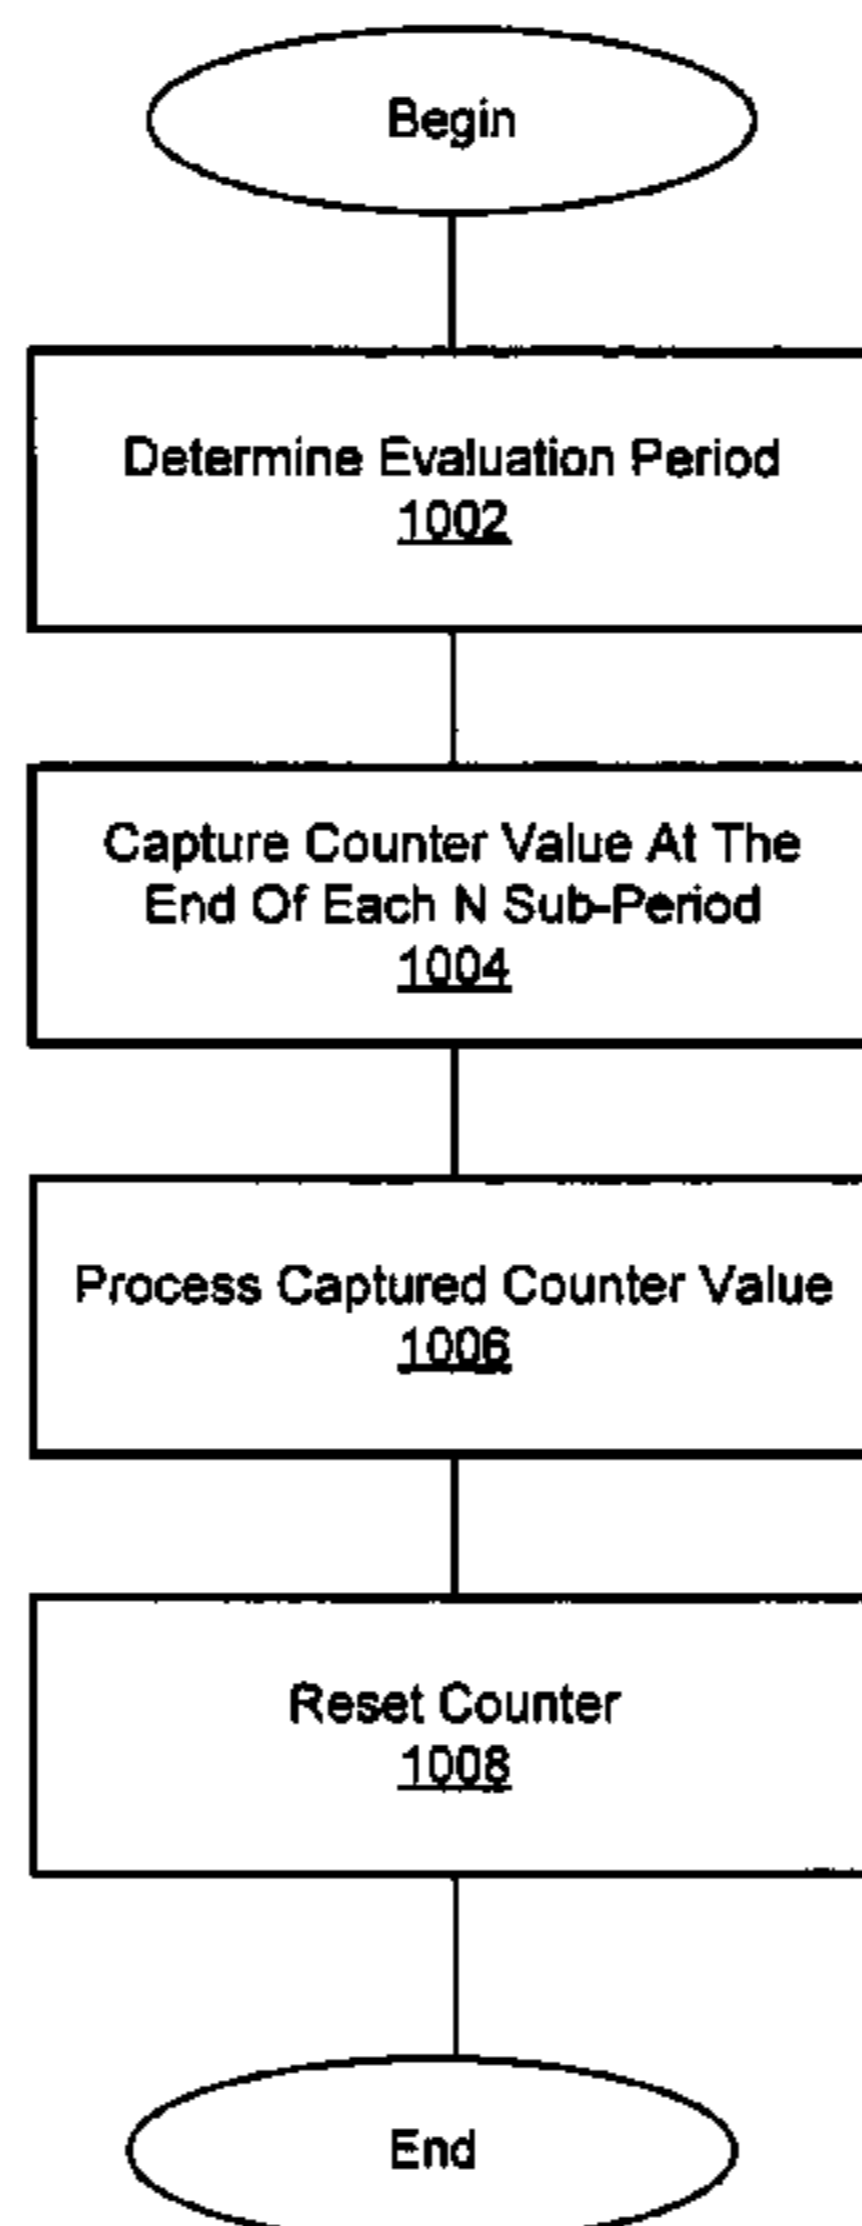 Begin
Determine Evaluation Period
1002
Capture Counter Value At The
End Of Each N Sub-Period
1004
Process Captured Counter Value
1006
Reset Counter
1008
End